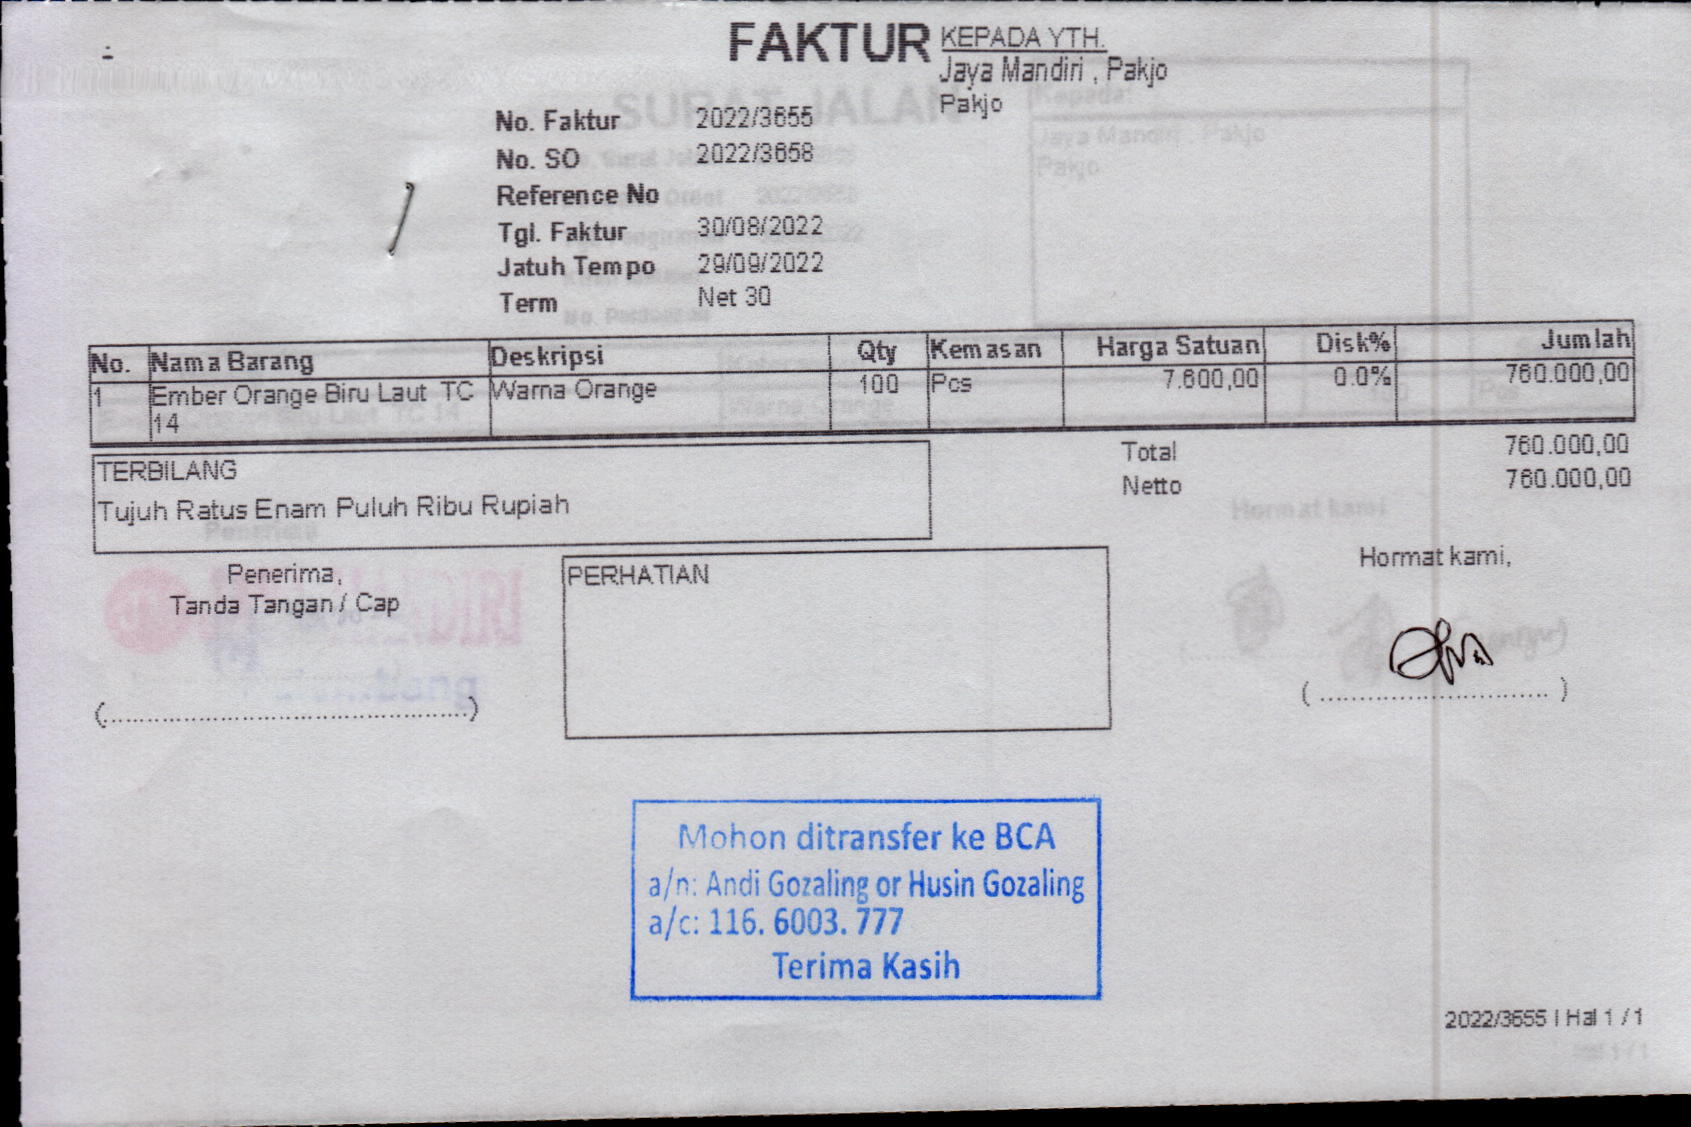 FAKTUR
KEPADA YTH.
Jaya Mandiri , Pakjo
Pakjo
No. Faktur 2022/3655
No. SO 2022/3658
Reference No
Tgl. Faktur 30/08/2022
Jatuh Tempo 29/09/2022
Term Net 30
No. Nama Barang Deskripsi Qty Kemasan Harga Satuan Disk% Jumlah
1 Ember Orange Biru Laut TC Warna Orange 100 Pcs 7.600,00 0.0% 760.000,00
14
Total 760.000,00
Netto 760.000,00
TERBILANG
Tujuh Ratus Enam Puluh Ribu Rupiah
Penerima,
Tanda Tangan / Cap
PERHATIAN
Hormat kami,
Mohon ditransfer ke BCA
a/n: Andi Gozaling or Husin Gozaling
a/c: 116. 6003. 777
Terima Kasih
2022/3655 | Hal 1 / 1